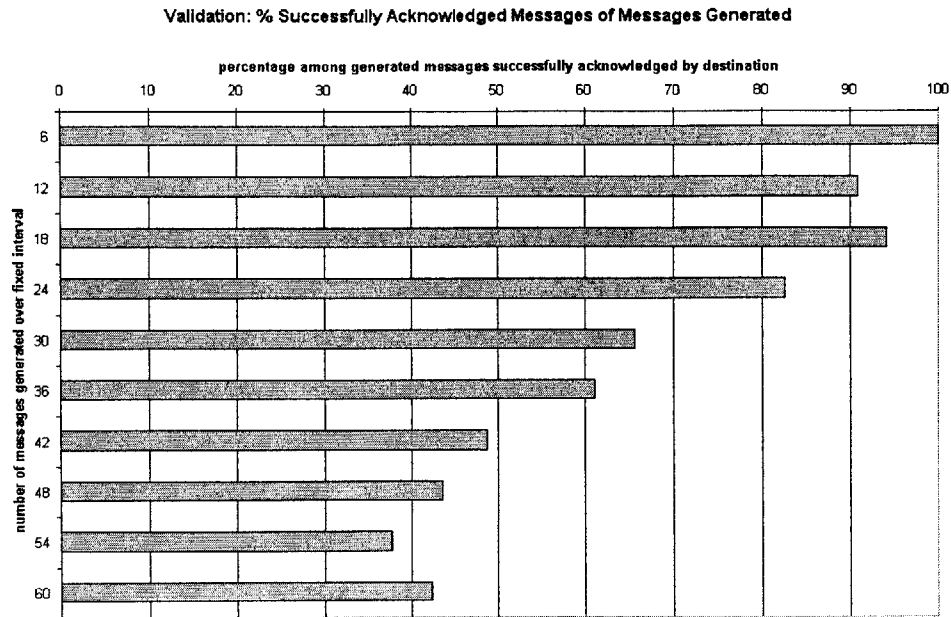 Validation: % Successfully Acknowledged Messages of Messages Generated
percentage among generated messages successfully acknowledged by destination
0 10 20 30 40 50 60 70 80 90 100
number of messages generated over fixed interval
6
12
18
24
30
36
42
48
54
60